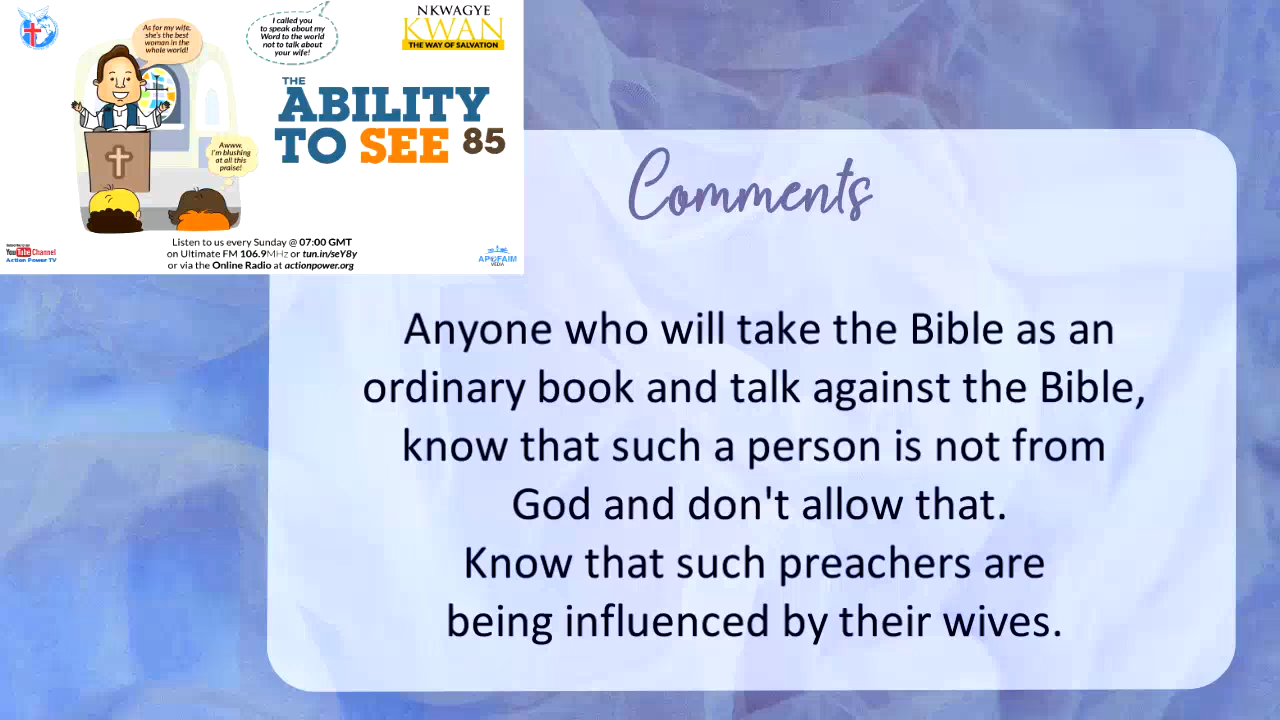 As for my wife,
she's the best
woman in the
whole world!
I called you
to speak about my
Word to the world
not to talk about
your wife!
NKWAGYE
KWAN
THE WAY OF SALVATION
THE
ABILITY
TO SEE 85
Awww,
I'm blushing
at all this
praise!
Listen to us every Sunday @ 07:00 GMT
on Ultimate FM 106.9MHz or tun.in/seY8y
or via the Online Radio at actionpower.org
YouTube Channel
Action Power TV
APOFAIM
MEDIA
Comments
Anyone who will take the Bible as an
ordinary book and talk against the Bible,
know that such a person is not from
God and don't allow that.
Know that such preachers are
being influenced by their wives.